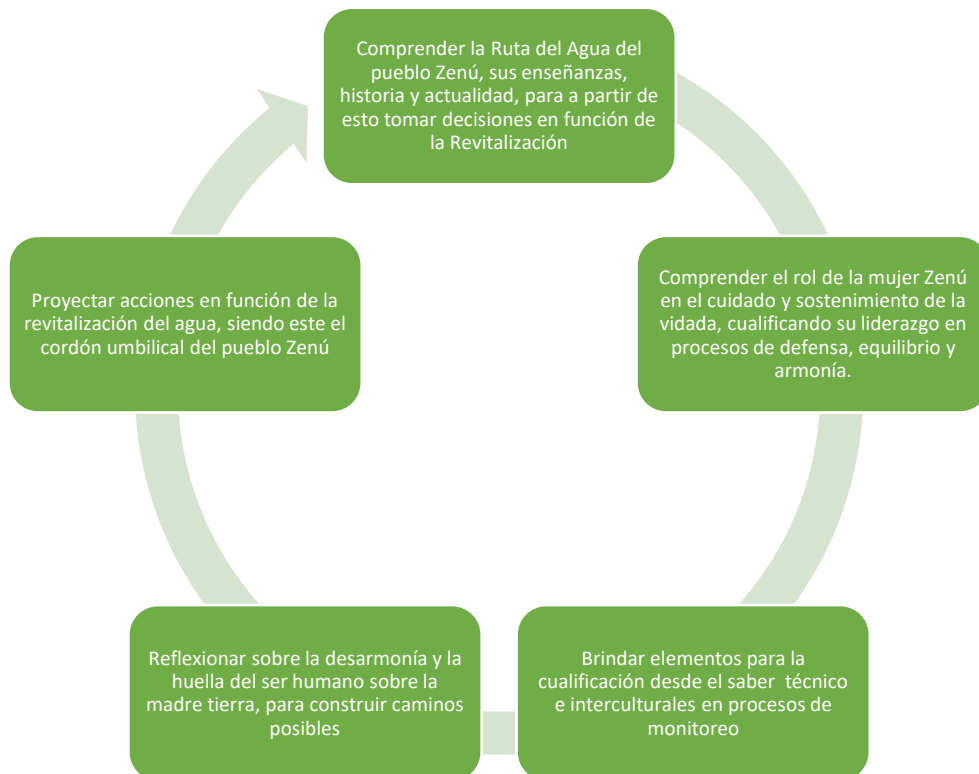 Comprender la Ruta del Agua del
pueblo Zenú, sus enseñanzas,
historia y actualidad, para a partir de
esto tomar decisiones en función de
la Revitalización
Comprender el rol de la mujer Zenú
en el cuidado y sostenimiento de la
vidada, cualificando su liderazgo en
procesos de defensa, equilibrio y
armonía.
Brindar elementos para la
cualificación desde el saber técnico
e interculturales en procesos de
monitoreo
Reflexionar sobre la desarmonía y la
huella del ser humano sobre la
madre tierra, para construir caminos
posibles
Proyectar acciones en función de la
revitalización del agua, siendo este el
cordón umbilical del pueblo Zenú